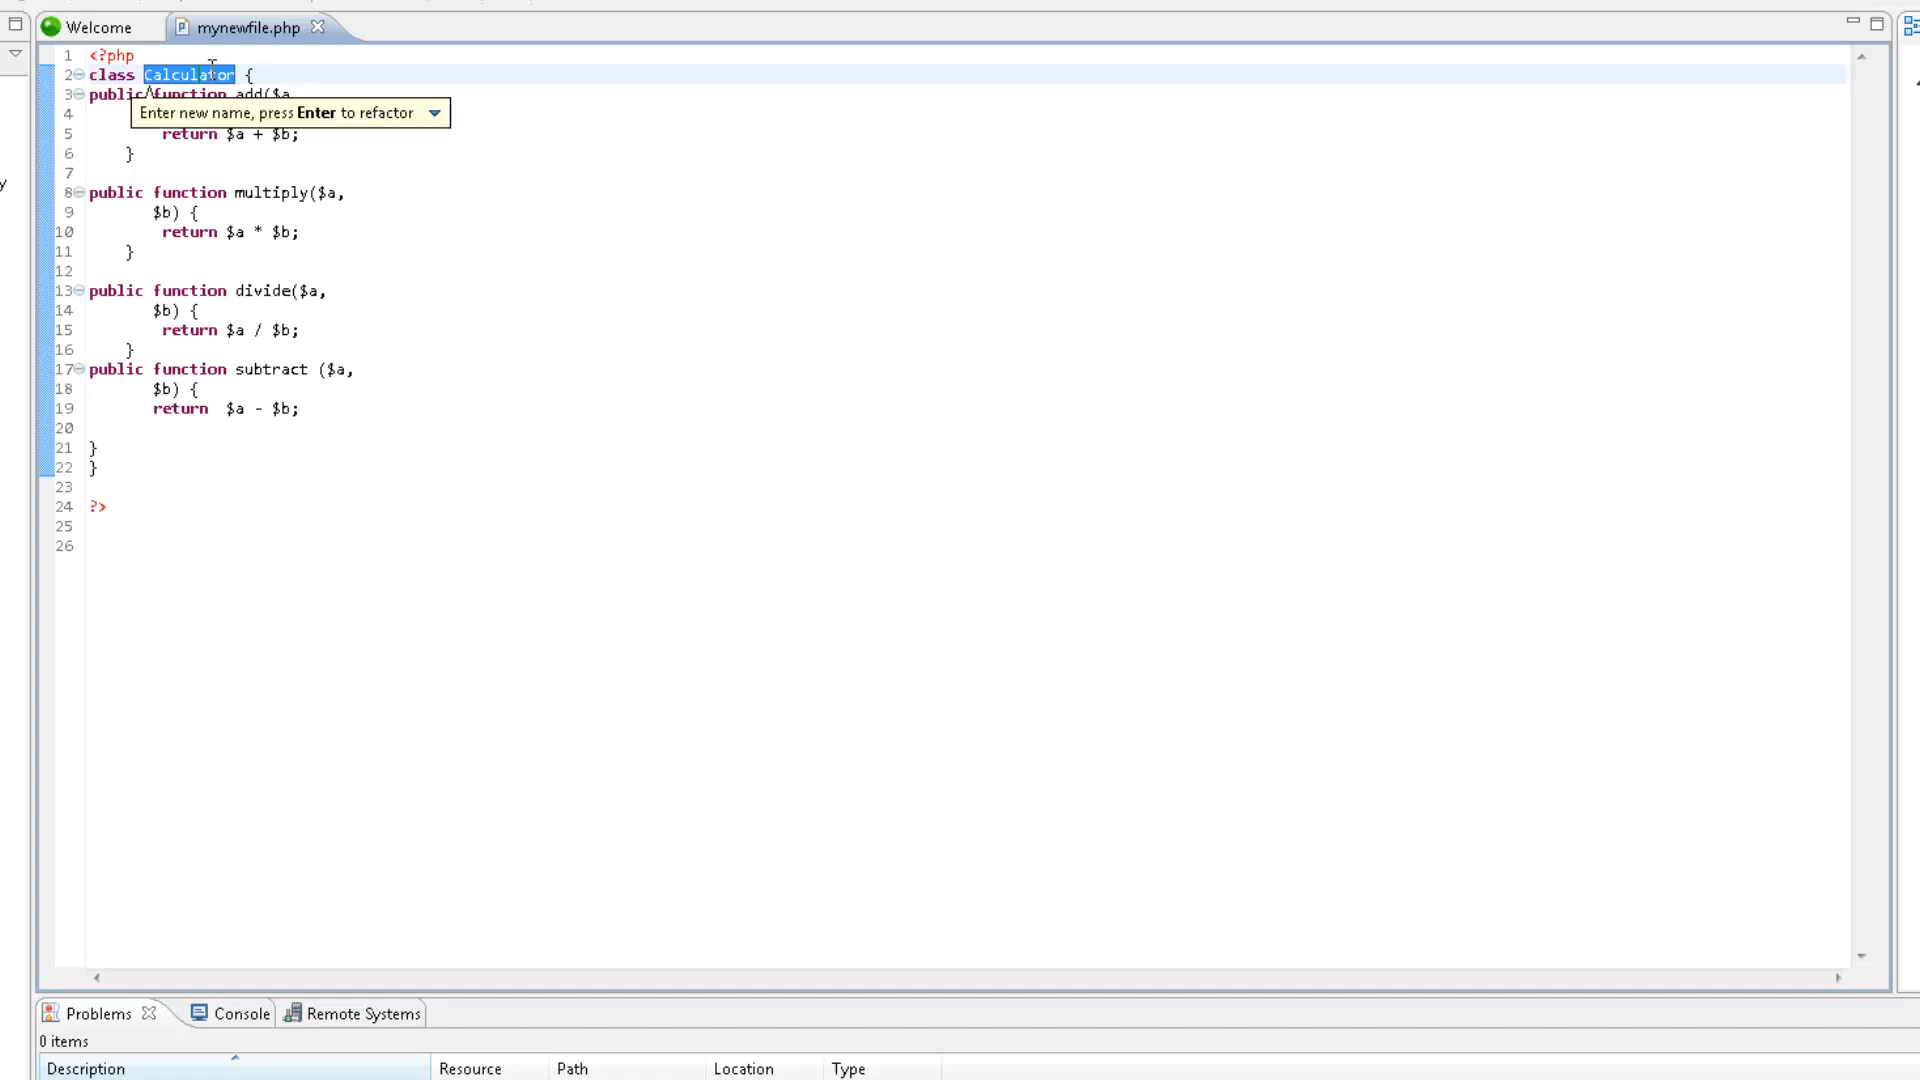 Welcome mynewfile.php
1 <?php
2 class Calculator {
3 public function add($a
4
Enter new name, press Enter to refactor
5 return $a + $b;
6 }
7
8 public function multiply($a,
9 $b) {
10 return $a * $b;
11 }
12
13 public function divide($a,
14 $b) {
15 return $a / $b;
16 }
17 public function subtract ($a,
18 $b) {
19 return  $a - $b;
20
21 }
22 }
23
24 ?>
25
26
y
Problems Console Remote Systems
0 items
Description Resource Path Location Type